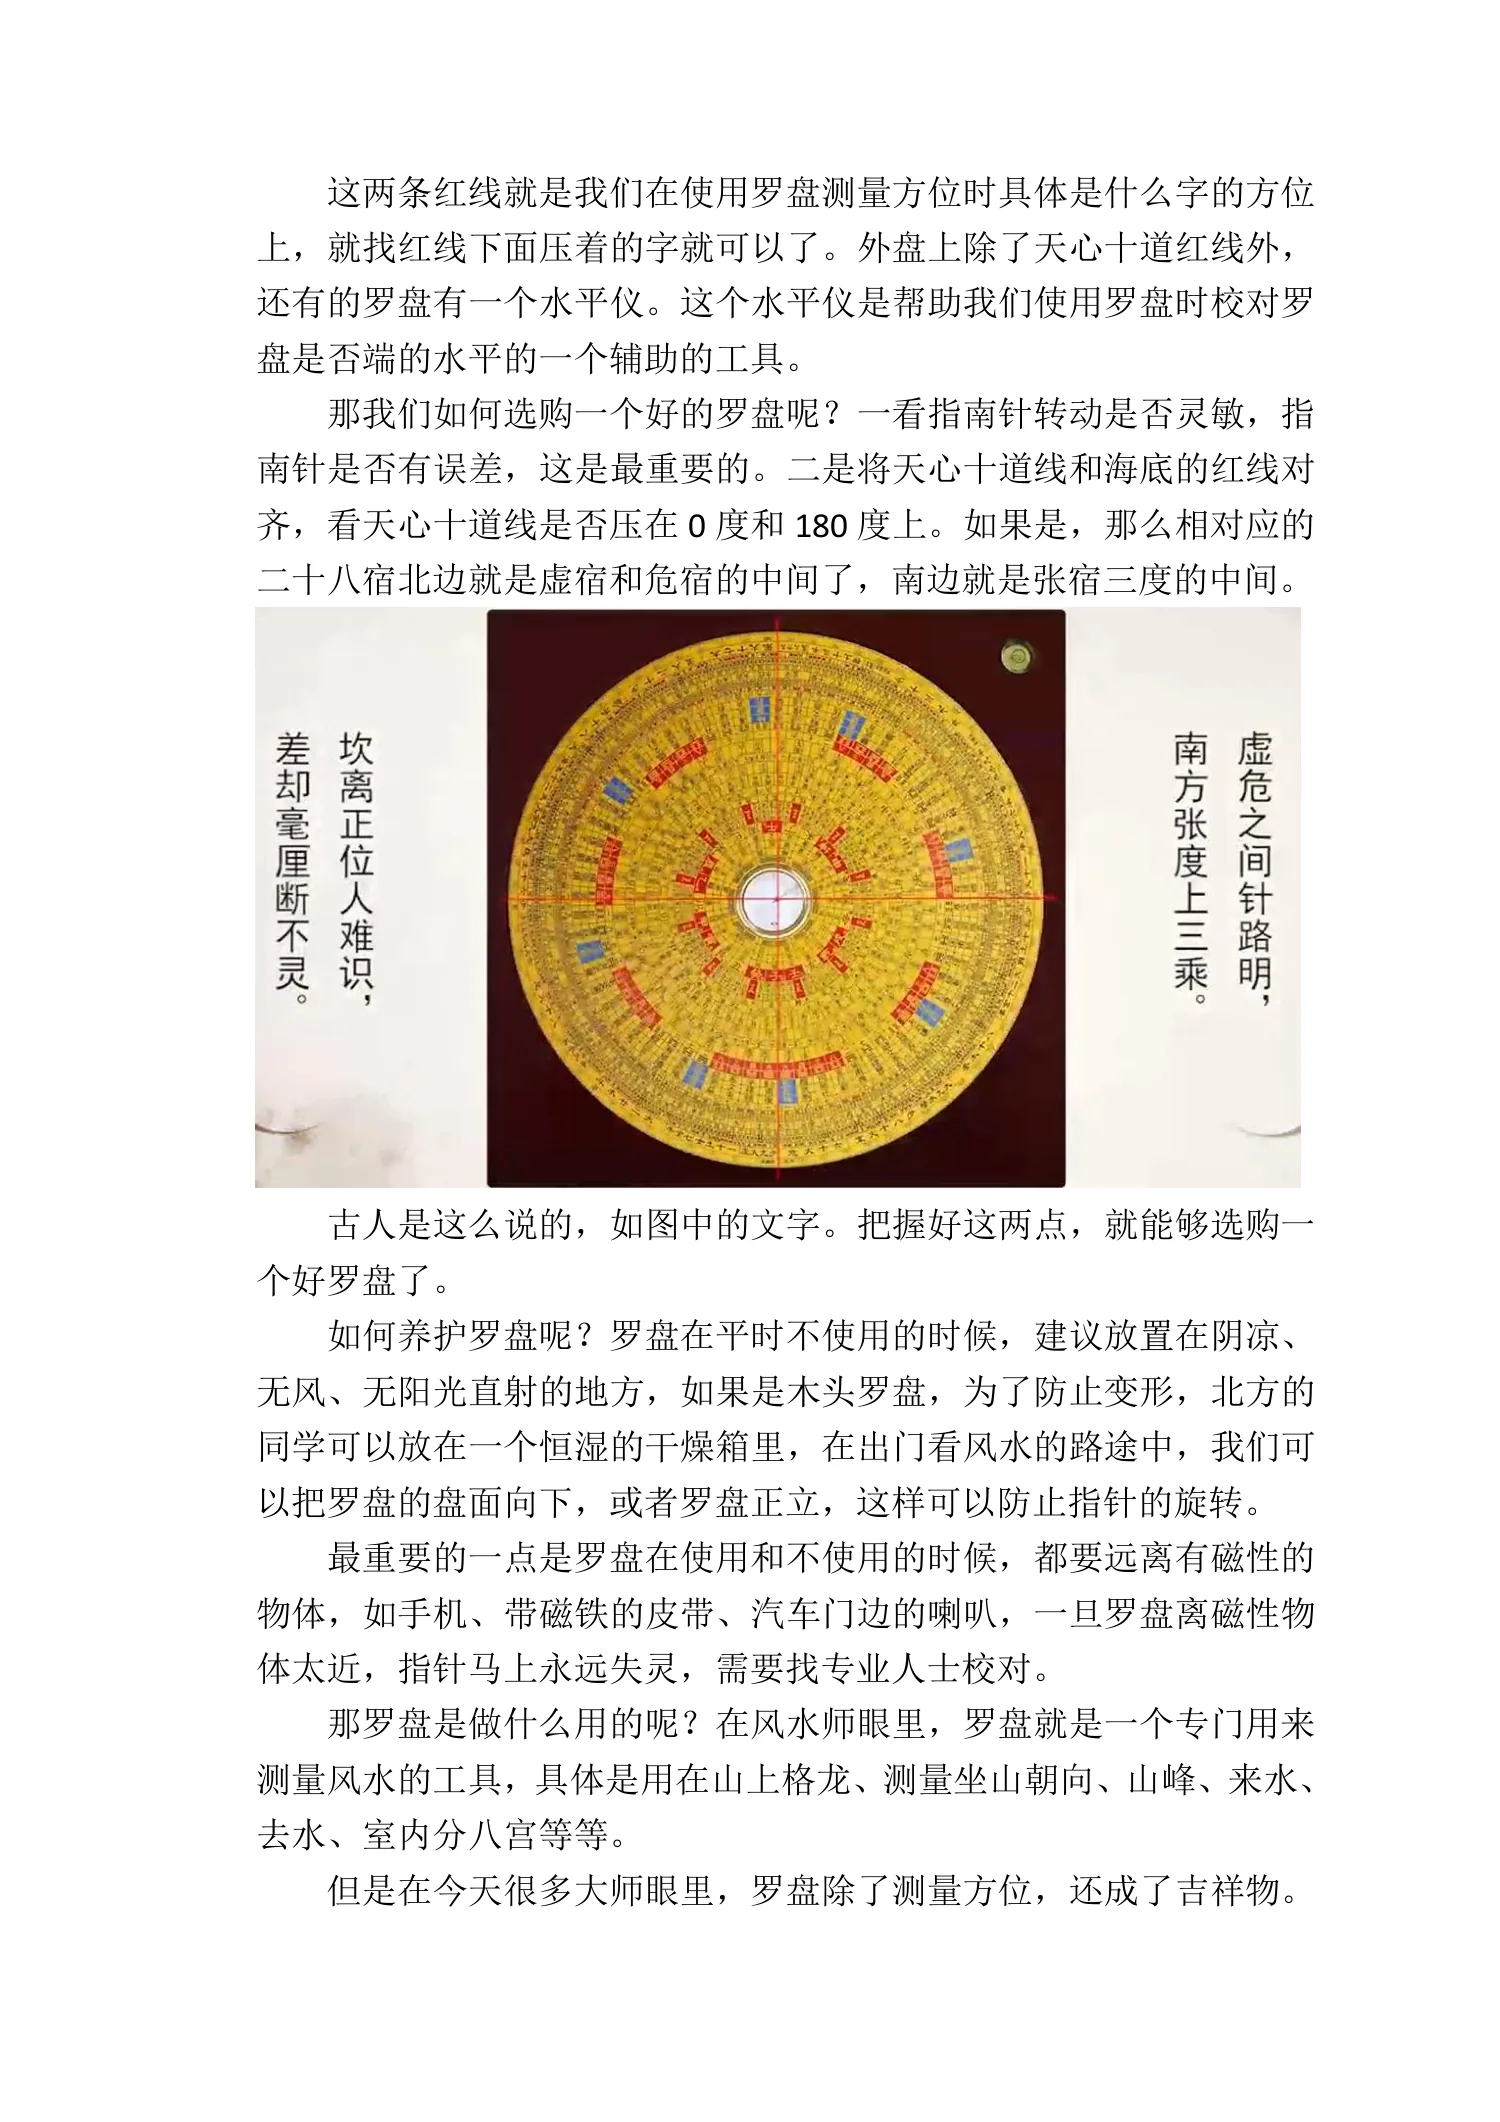 这两条红线就是我们在使用罗盘测量方位时具体是什么字的方位
上，就找红线下面压着的字就可以了。外盘上除了天心十道红线外，
还有的罗盘有一个水平仪。这个水平仪是帮助我们使用罗盘时校对罗
盘是否端的水平的一个辅助的工具。
那我们如何选购一个好的罗盘呢？一看指南针转动是否灵敏，指
南针是否有误差，这是最重要的。二是将天心十道线和海底的红线对
齐，看天心十道线是否压在 0 度和 180 度上。如果是，那么相对应的
二十八宿北边就是虚宿和危宿的中间了，南边就是张宿三度的中间。
虚危之间针路明，
南方张度上三乘。
坎离正位人难识，
差却毫厘断不灵。
古人是这么说的，如图中的文字。把握好这两点，就能够选购一
个好罗盘了。
如何养护罗盘呢？罗盘在平时不使用的时候，建议放置在阴凉、
无风、无阳光直射的地方，如果是木头罗盘，为了防止变形，北方的
同学可以放在一个恒湿的干燥箱里，在出门看风水的路途中，我们可
以把罗盘的盘面向下，或者罗盘正立，这样可以防止指针的旋转。
最重要的一点是罗盘在使用和不使用的时候，都要远离有磁性的
物体，如手机、带磁铁的皮带、汽车门边的喇叭，一旦罗盘离磁性物
体太近，指针马上永远失灵，需要找专业人士校对。
那罗盘是做什么用的呢？在风水师眼里，罗盘就是一个专门用来
测量风水的工具，具体是用在山上格龙、测量坐山朝向、山峰、来水、
去水、室内分八宫等等。
但是在今天很多大师眼里，罗盘除了测量方位，还成了吉祥物。